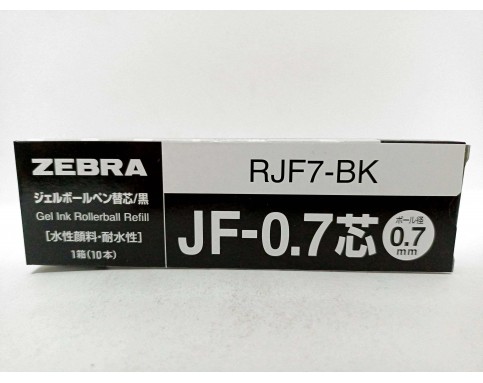 ZEBRA
ジェルボールペン替芯/黒
Gel Ink Rollerball Refill
[水性顔料・耐水性]
1箱(10本)
RJF7-BK
JF-0.7芯
ボール径
0.7
mm